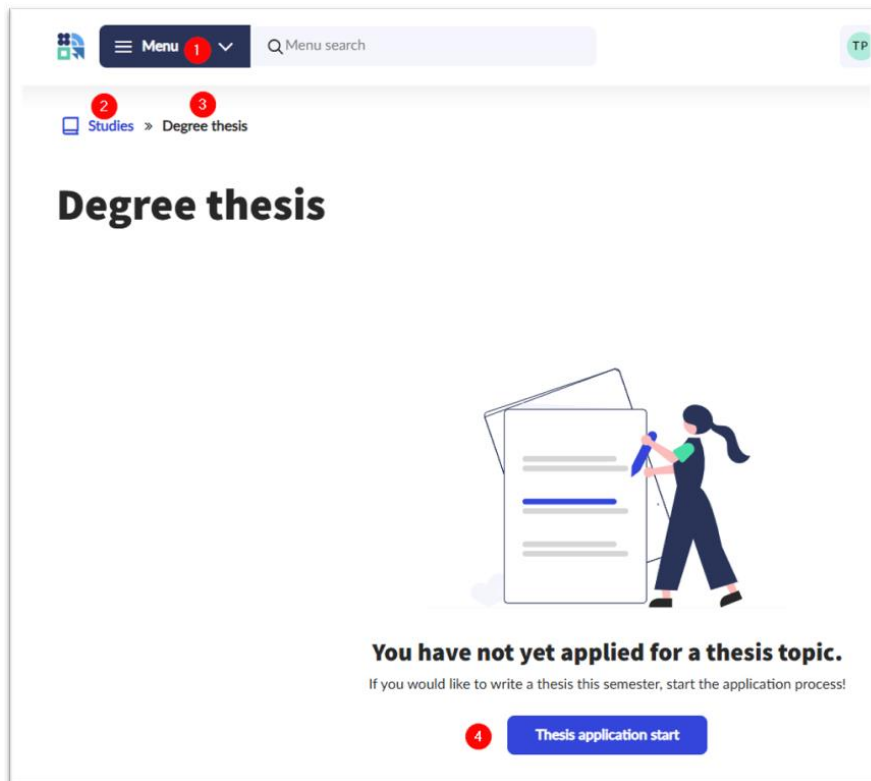 Menu 1 Menu search TP
2 3
Studies » Degree thesis
Degree thesis
You have not yet applied for a thesis topic.
If you would like to write a thesis this semester, start the application process!
4 Thesis application start